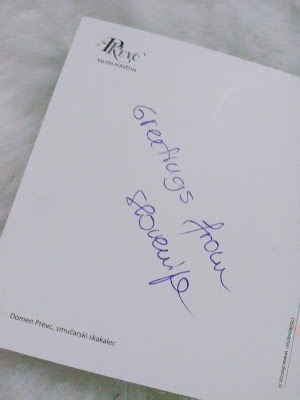 PREVC
SALON POHIŠTVA
Greetings from
Slovenija
Domen Prevc, smučarski skakalec